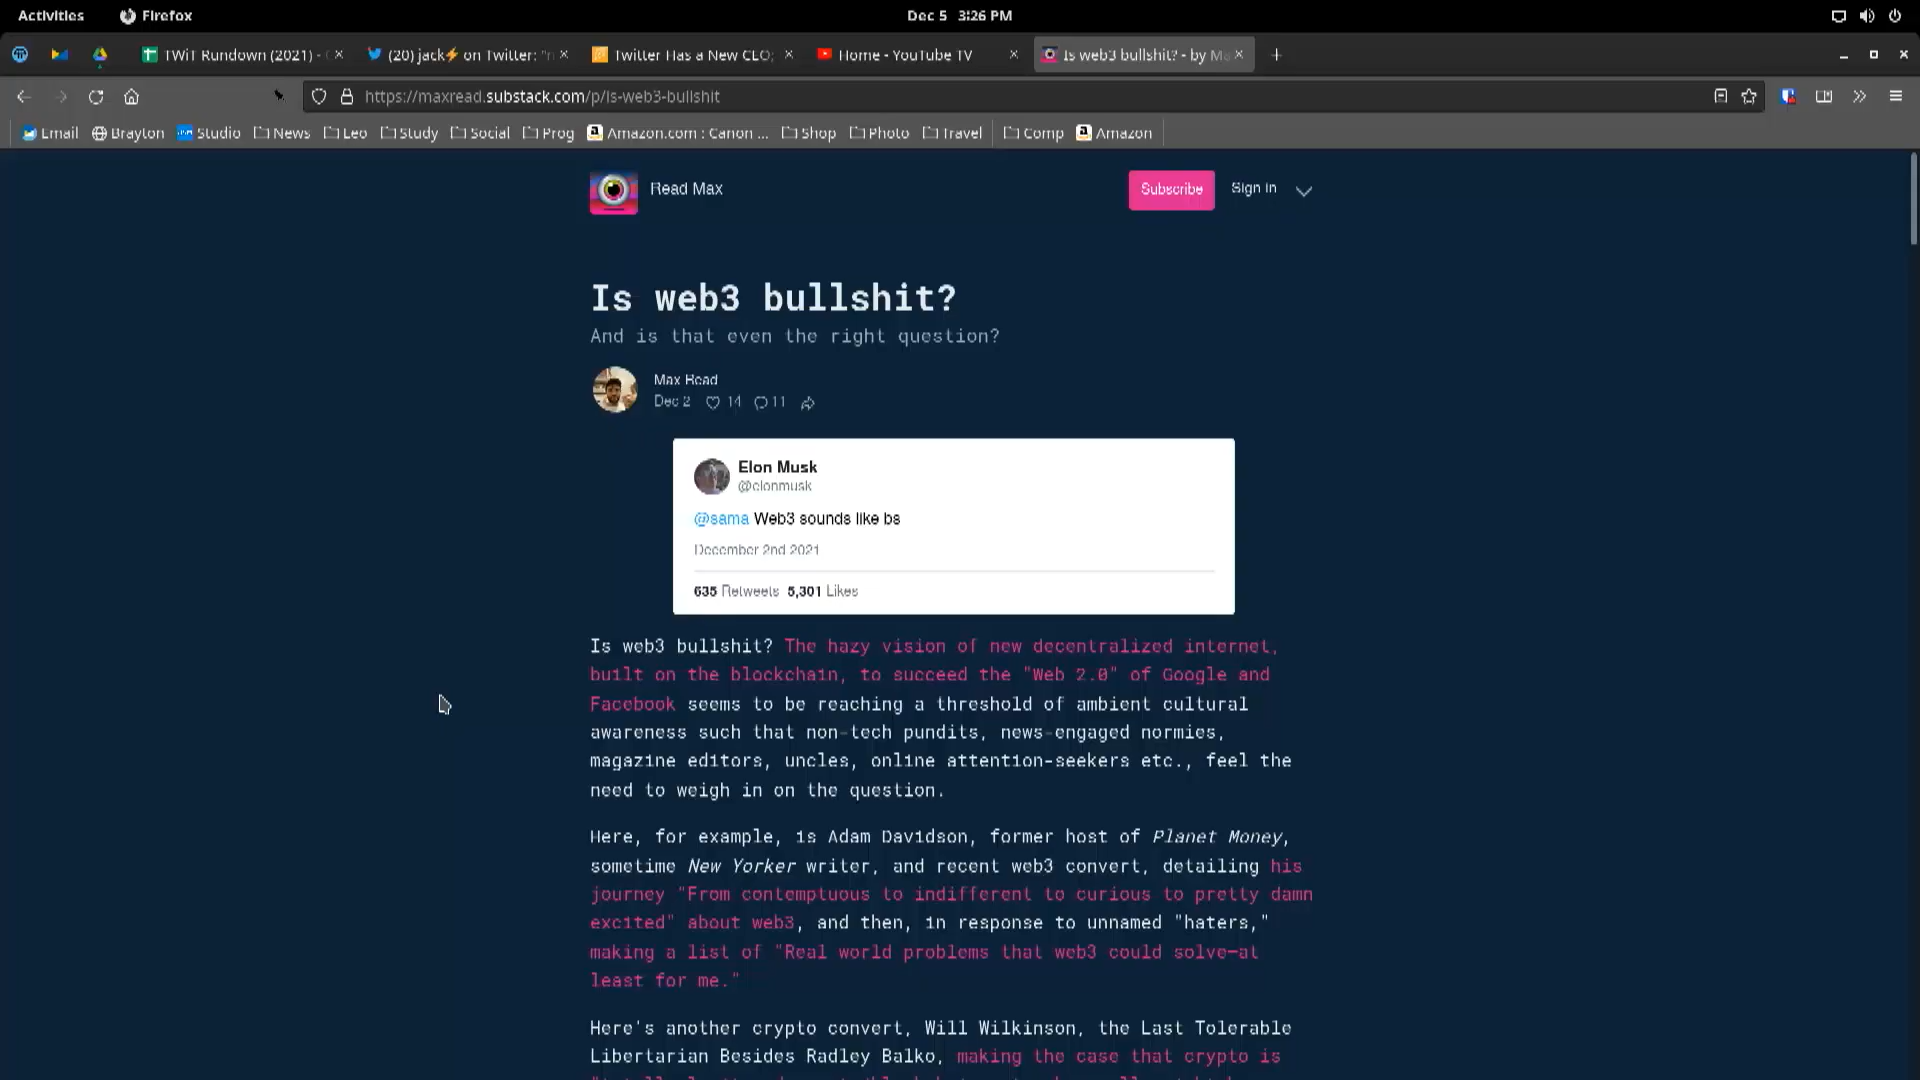 Activities Firefox Dec 5 3:26 PM
TWiT Rundown (2021) - (20) jack⚡ on Twitter: "n Twitter Has a New CEO; Home - YouTube TV Is web3 bullshit? - by Ma
https://maxread.substack.com/p/is-web3-bullshit
Email Brayton Studio News Leo Study Social Prog Amazon.com : Canon ... Shop Photo Travel Comp Amazon
Read Max Subscribe Sign in
Is web3 bullshit?
And is that even the right question?
Max Read
Dec 2 14 11
Elon Musk
@elonmusk
@sama Web3 sounds like bs
December 2nd 2021
635 Retweets 5,301 Likes
Is web3 bullshit? The hazy vision of new decentralized internet,
built on the blockchain, to succeed the "Web 2.0" of Google and
Facebook seems to be reaching a threshold of ambient cultural
awareness such that non-tech pundits, news-engaged normies,
magazine editors, uncles, online attention-seekers etc., feel the
need to weigh in on the question.
Here, for example, is Adam Davidson, former host of Planet Money,
sometime New Yorker writer, and recent web3 convert, detailing his
journey "From contemptuous to indifferent to curious to pretty damn
excited" about web3, and then, in response to unnamed "haters,"
making a list of "Real world problems that web3 could solve—at
least for me."
Here's another crypto convert, Will Wilkinson, the Last Tolerable
Libertarian Besides Radley Balko, making the case that crypto is